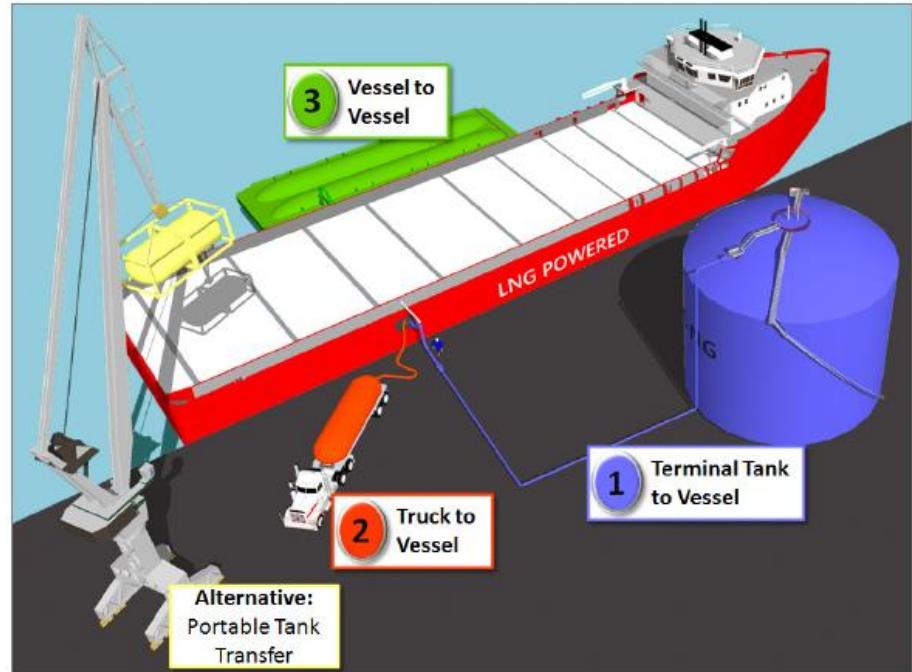 3
Vessel to
Vessel
LNG POWERED
1
Terminal Tank
to Vessel
2
Truck to
Vessel
Alternative:
Portable Tank
Transfer